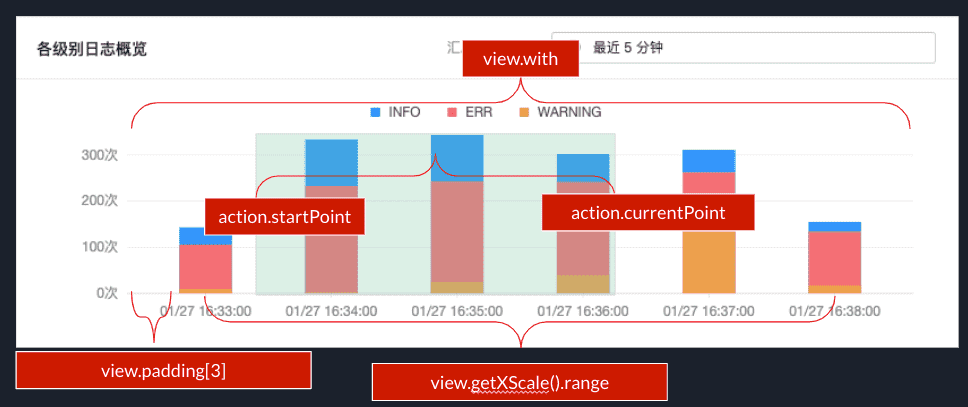 各级别日志概览
汇
最近 5 分钟
view.with
INFO
ERR
WARNING
300次
200次
100次
0次
action.startPoint
action.currentPoint
01/27 16:33:00
01/27 16:34:00
01/27 16:35:00
01/27 16:36:00
01/27 16:37:00
01/27 16:38:00
view.padding[3]
view.getXScale().range